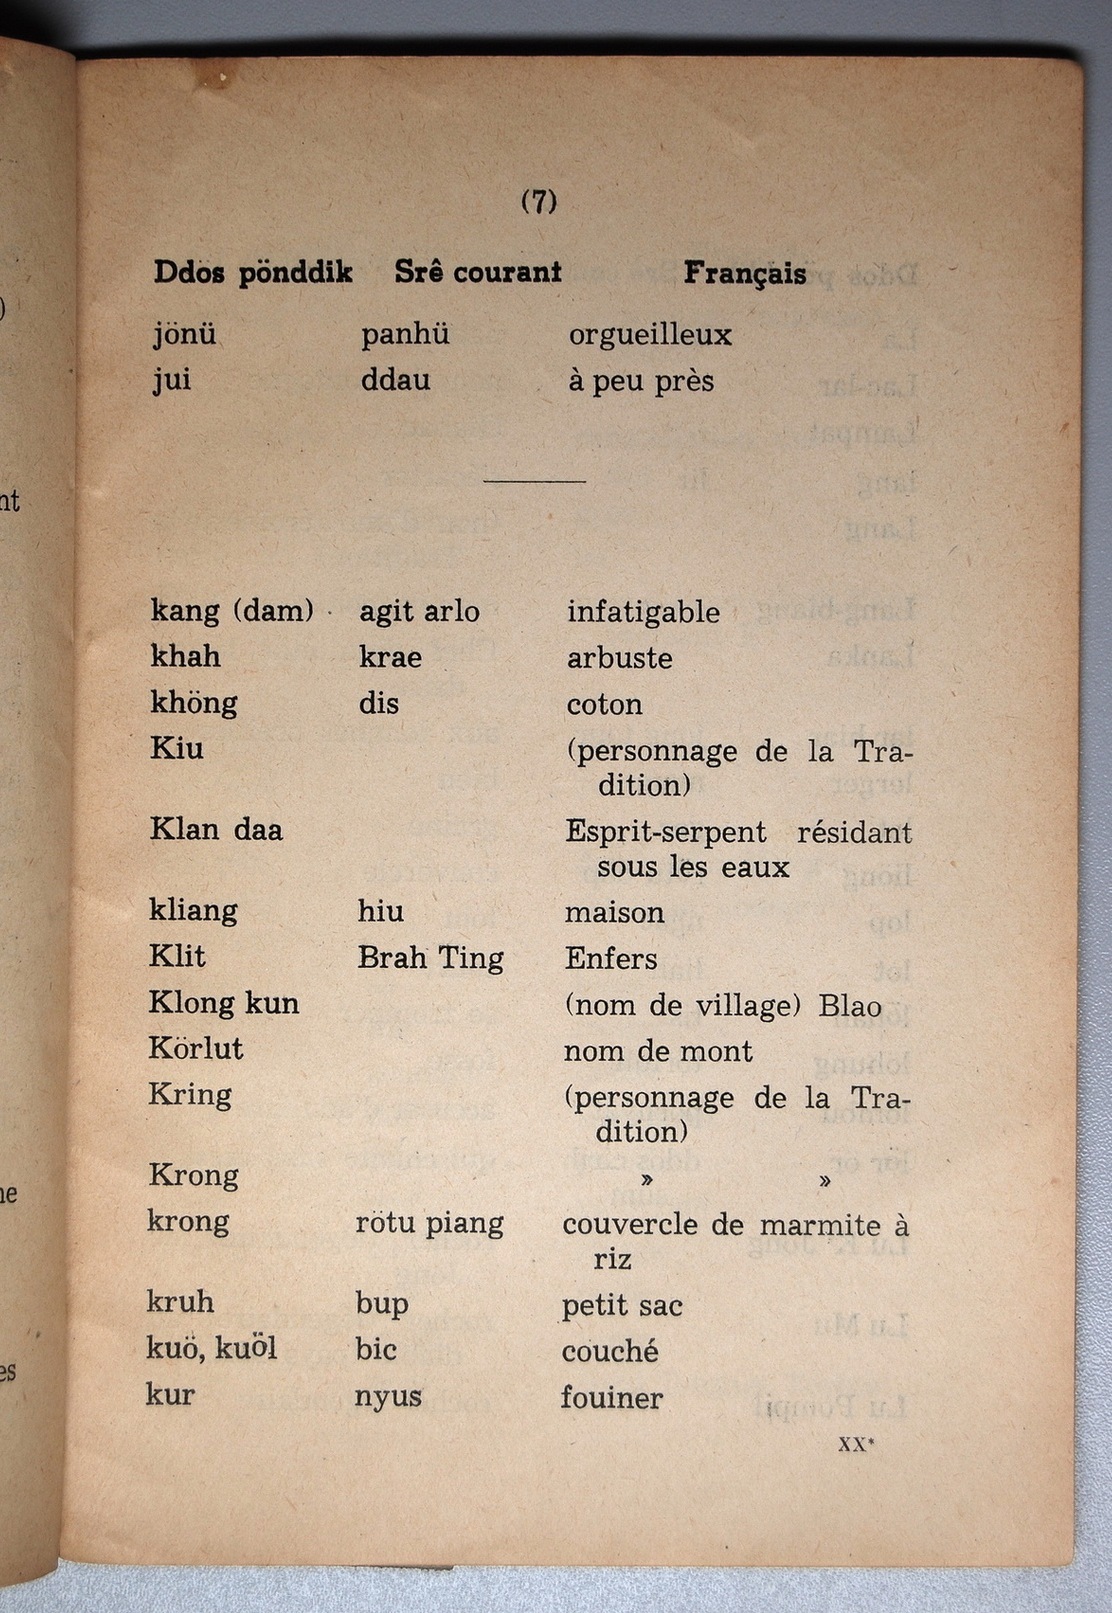 (7)
Ddos pönddik Srê courant Français
jönü panhü orgueilleux
jui ddau à peu près
kang (dam) agit arlo infatigable
khah krae arbuste
khöng dis coton
Kiu (personnage de la Tra-
dition)
Klan daa Esprit-serpent résidant
sous les eaux
kliang hiu maison
Klit Brah Ting Enfers
Klong kun (nom de village) Blao
Körlut nom de mont
Kring (personnage de la Tra-
dition)
Krong » »
krong rötu piang couvercle de marmite à
riz
kruh bup petit sac
kuö, kuö̆l bic couché
kur nyus fouiner
XX*